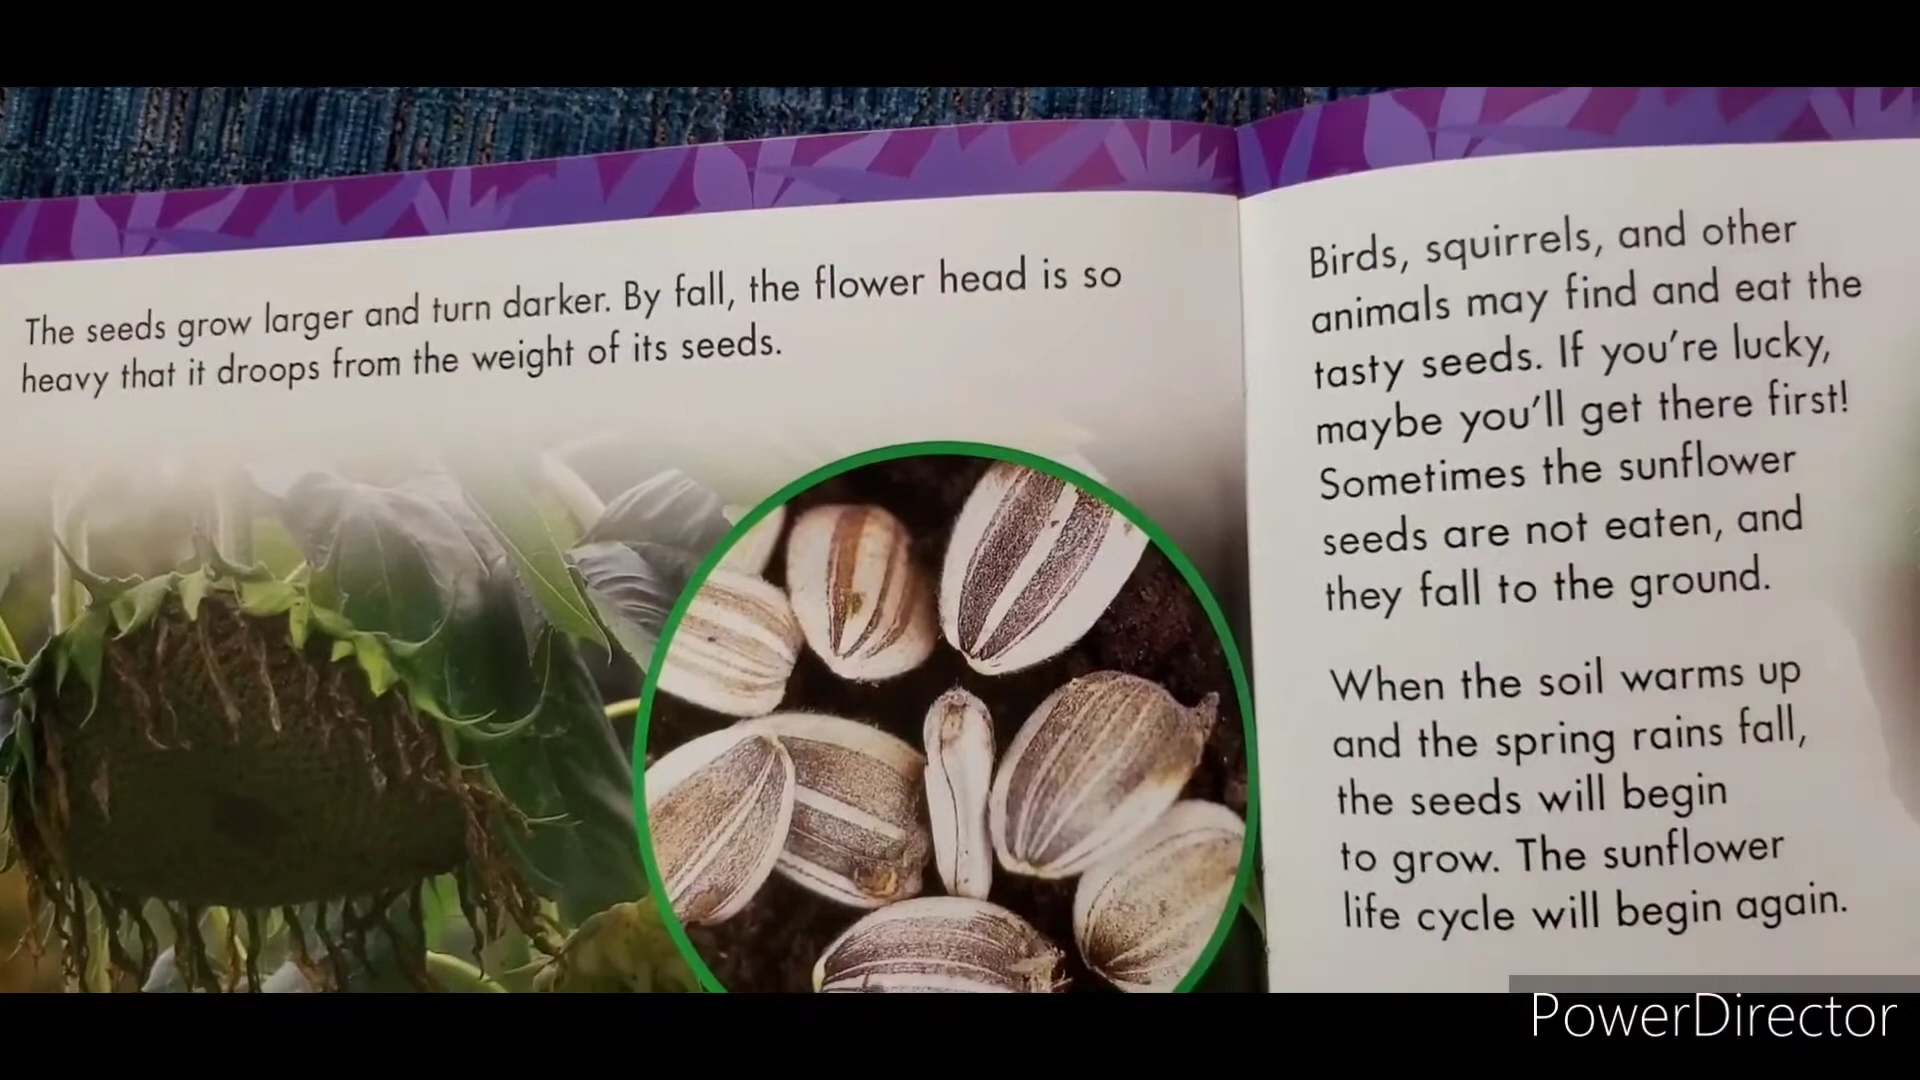 The seeds grow larger and turn darker. By fall, the flower head is so
heavy that it droops from the weight of its seeds.
Birds, squirrels, and other
animals may find and eat the
tasty seeds. If you're lucky,
maybe you'll get there first!
Sometimes the sunflower
seeds are not eaten, and
they fall to the ground.
When the soil warms up
and the spring rains fall,
the seeds will begin
to grow. The sunflower
life cycle will begin again.
PowerDirector